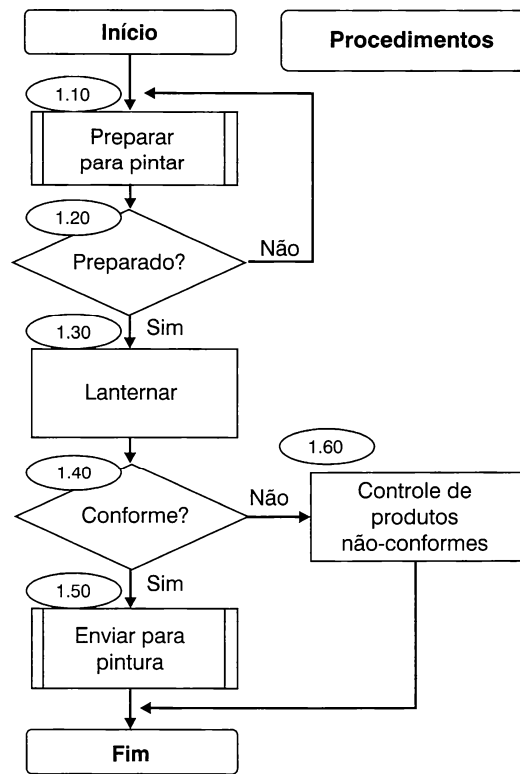 Início
Procedimentos
1.10
Preparar
para pintar
1.20
Preparado?
Não
Sim
1.30
Lanternar
1.40
Conforme?
Não
1.60
Controle de
produtos
não-conformes
Sim
1.50
Enviar para
pintura
Fim